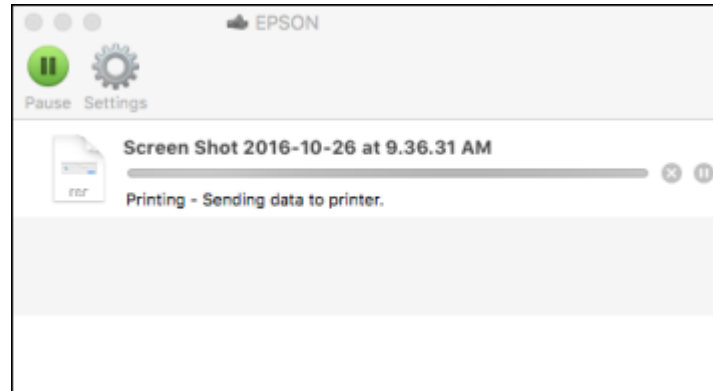 EPSON
Pause Settings
Screen Shot 2016-10-26 at 9.36.31 AM
Printing - Sending data to printer.